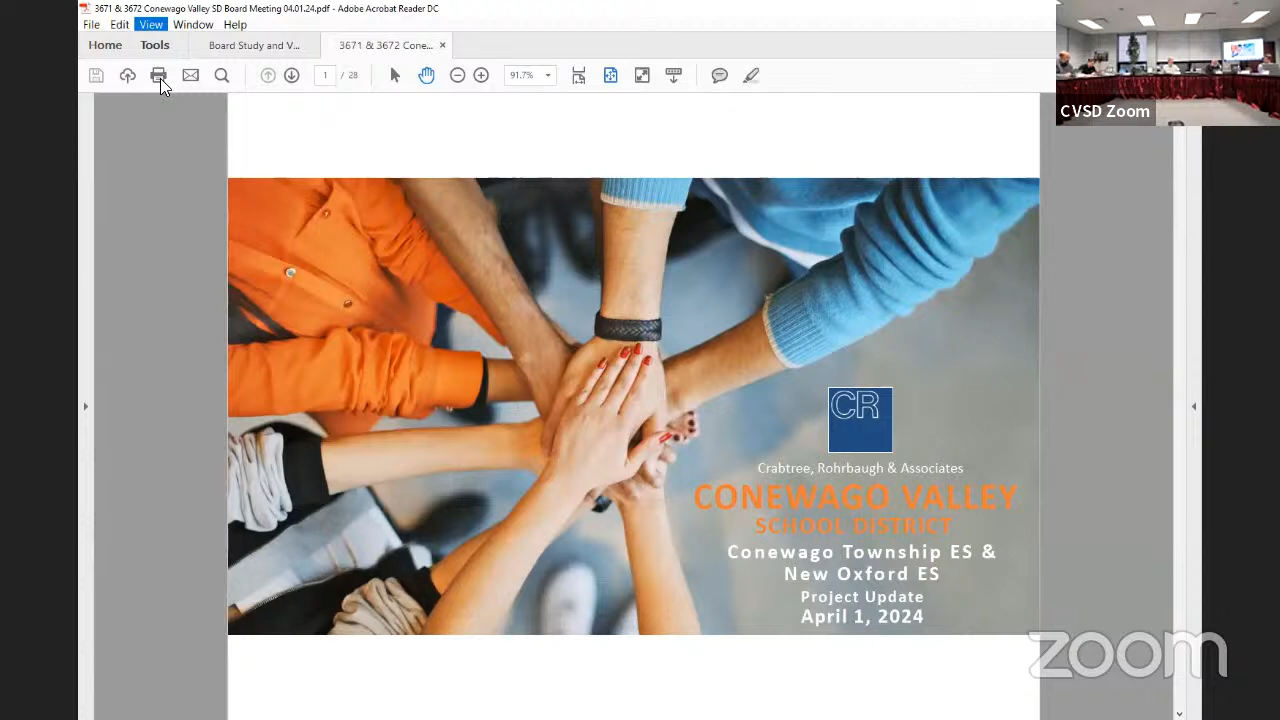 3671 & 3672 Conewago Valley SD Board Meeting 04.01.24.pdf - Adobe Acrobat Reader DC
File Edit View Window Help
Home Tools Board Study and V... 3671 & 3672 Cone... ×
1 / 28 91.7%
CVSD Zoom
CR
Crabtree, Rohrbaugh & Associates
CONEWAGO VALLEY
SCHOOL DISTRICT
Conewago Township ES &
New Oxford ES
Project Update
April 1, 2024
zoom